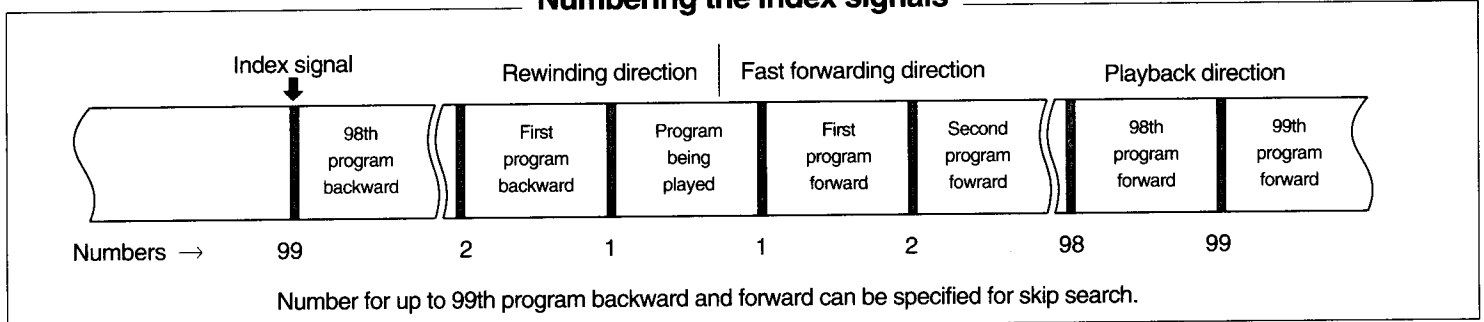 Numbering the index signals
Index signal
Rewinding direction
Fast forwarding direction
Playback direction
98th
program
backward
First
program
backward
Program
being
played
First
program
forward
Second
program
fowrard
98th
program
forward
99th
program
forward
Numbers → 99 2 1 1 2 98 99
Number for up to 99th program backward and forward can be specified for skip search.